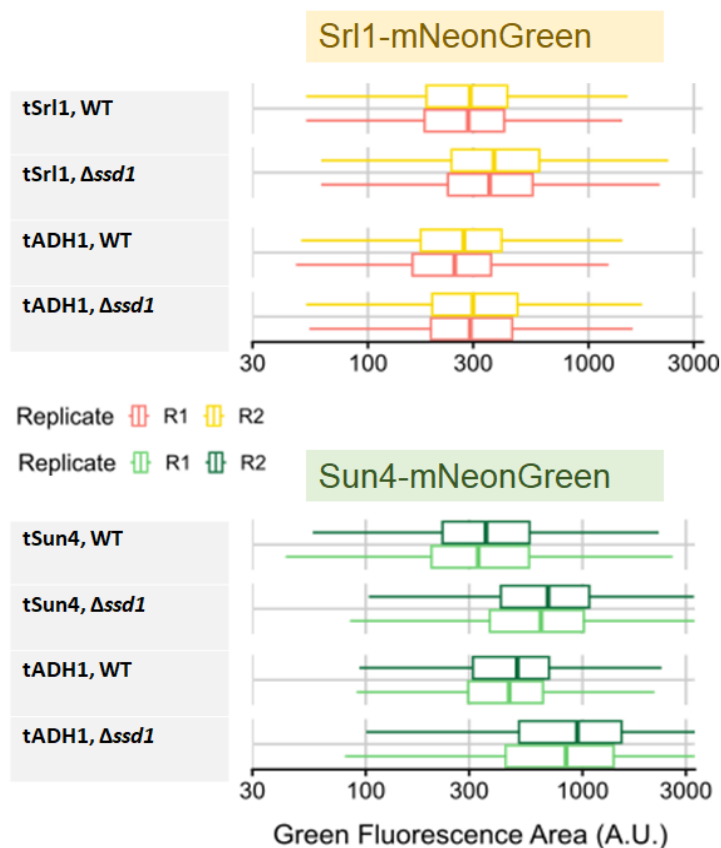 Srl1-mNeonGreen
tSrl1, WT
tSrl1, Δssd1
tADH1, WT
tADH1, Δssd1
30 100 300 1000 3000
Replicate R1 R2
Replicate R1 R2
Sun4-mNeonGreen
tSun4, WT
tSun4, Δssd1
tADH1, WT
tADH1, Δssd1
30 100 300 1000 3000
Green Fluorescence Area (A.U.)